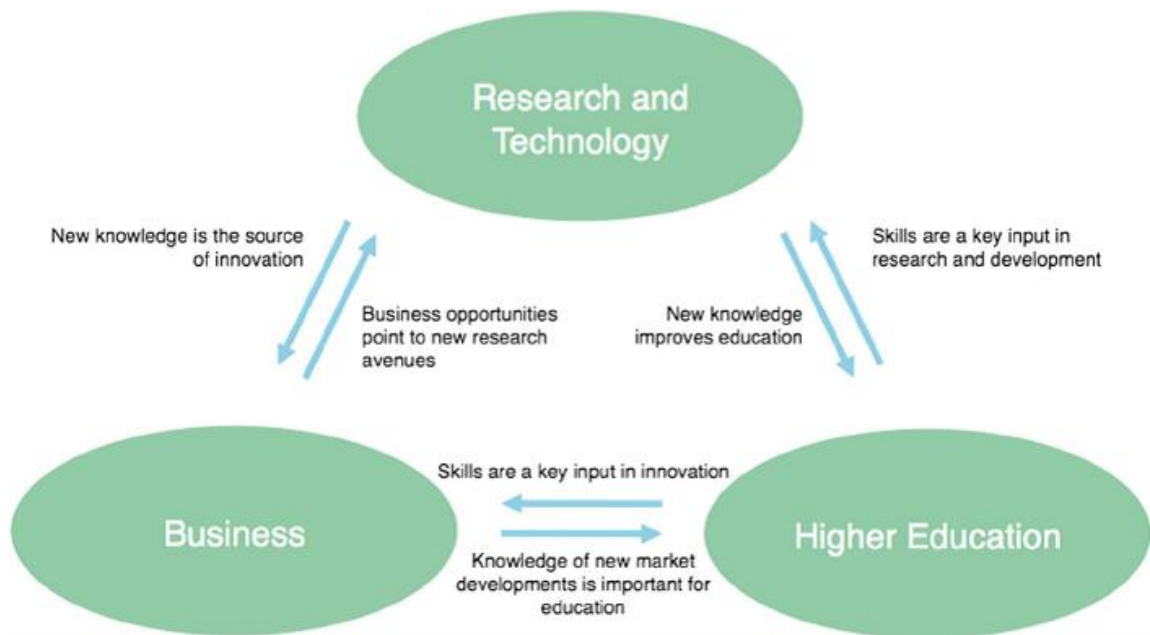 Research and
Technology
New knowledge is the source
of innovation
Skills are a key input in
research and development
Business opportunities
point to new research
avenues
New knowledge
improves education
Business
Skills are a key input in innovation
Knowledge of new market
developments is important for
education
Higher Education